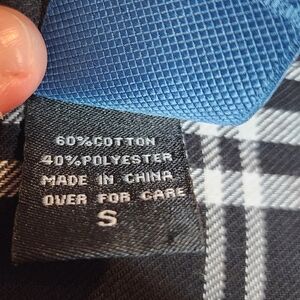 60%COTTON
40%POLYESTER
MADE IN CHINA
OVER FOR CARE
S